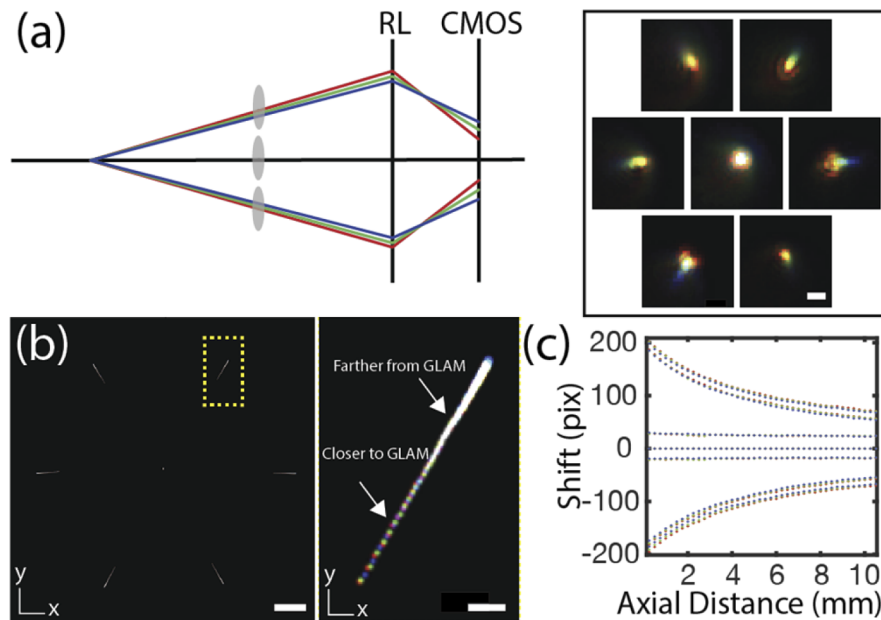 (a)
RL
CMOS
(b)
Farther from GLAM
Closer to GLAM
y
x
y
x
(c)
Shift (pix)
200
100
0
-100
-200
2
4
6
8
10
Axial Distance (mm)